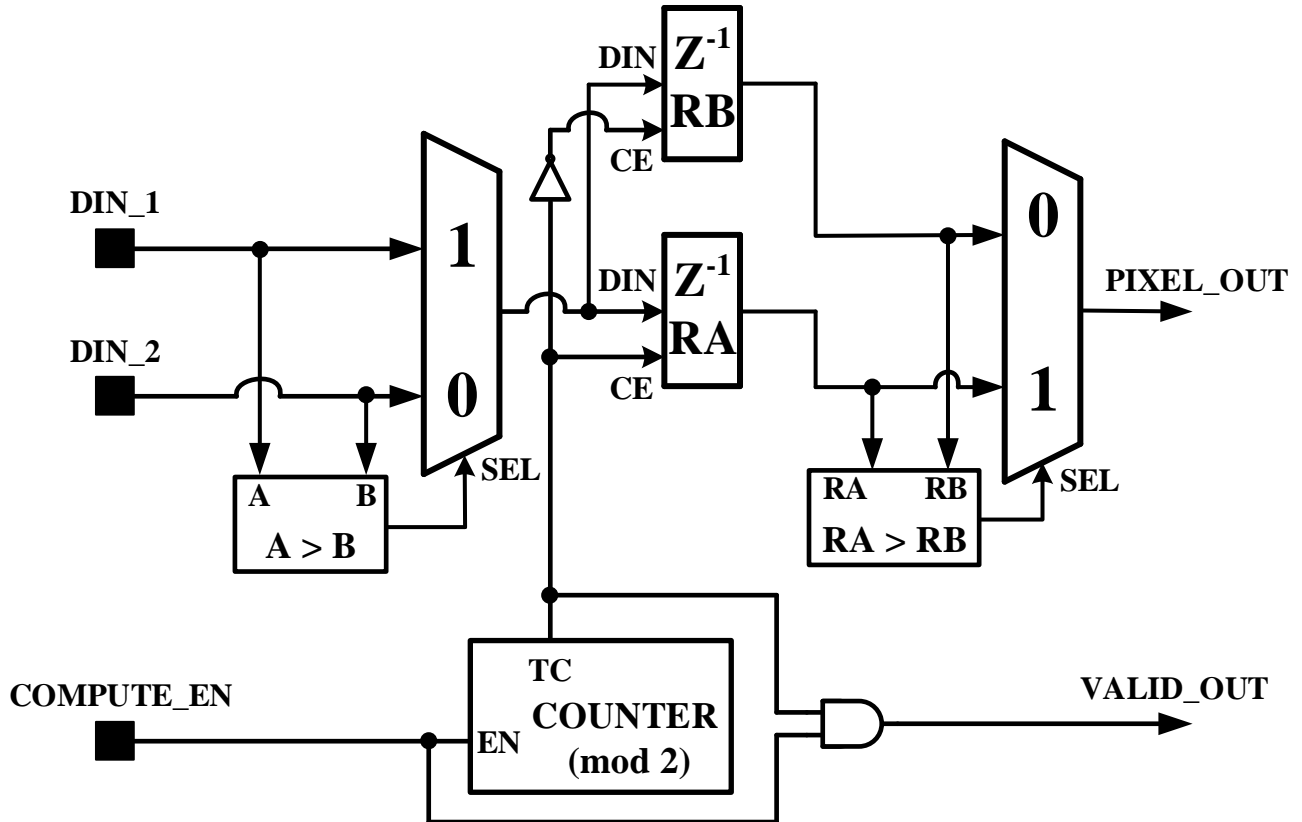 DIN
Z-1
RB
CE
DIN_1
1
0
DIN
Z-1
RA
CE
PIXEL_OUT
DIN_2
0
1
SEL
A B
A > B
RA RB
RA > RB
SEL
TC
COUNTER
(mod 2)
EN
COMPUTE_EN
VALID_OUT